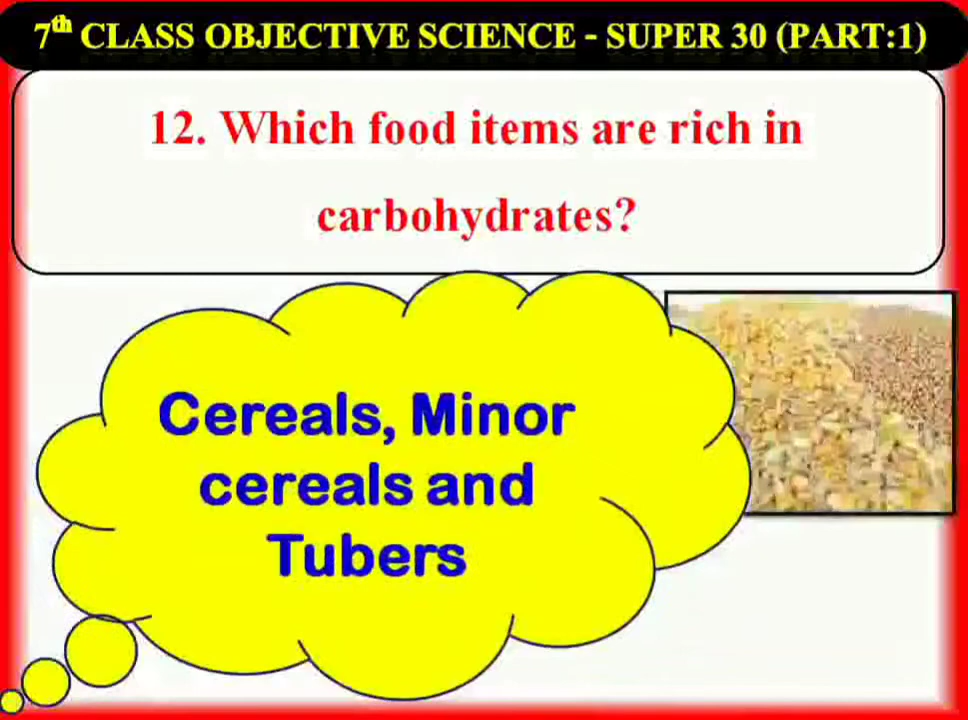 7th CLASS OBJECTIVE SCIENCE - SUPER 30 (PART:1)
12. Which food items are rich in
carbohydrates?
Cereals, Minor
cereals and
Tubers